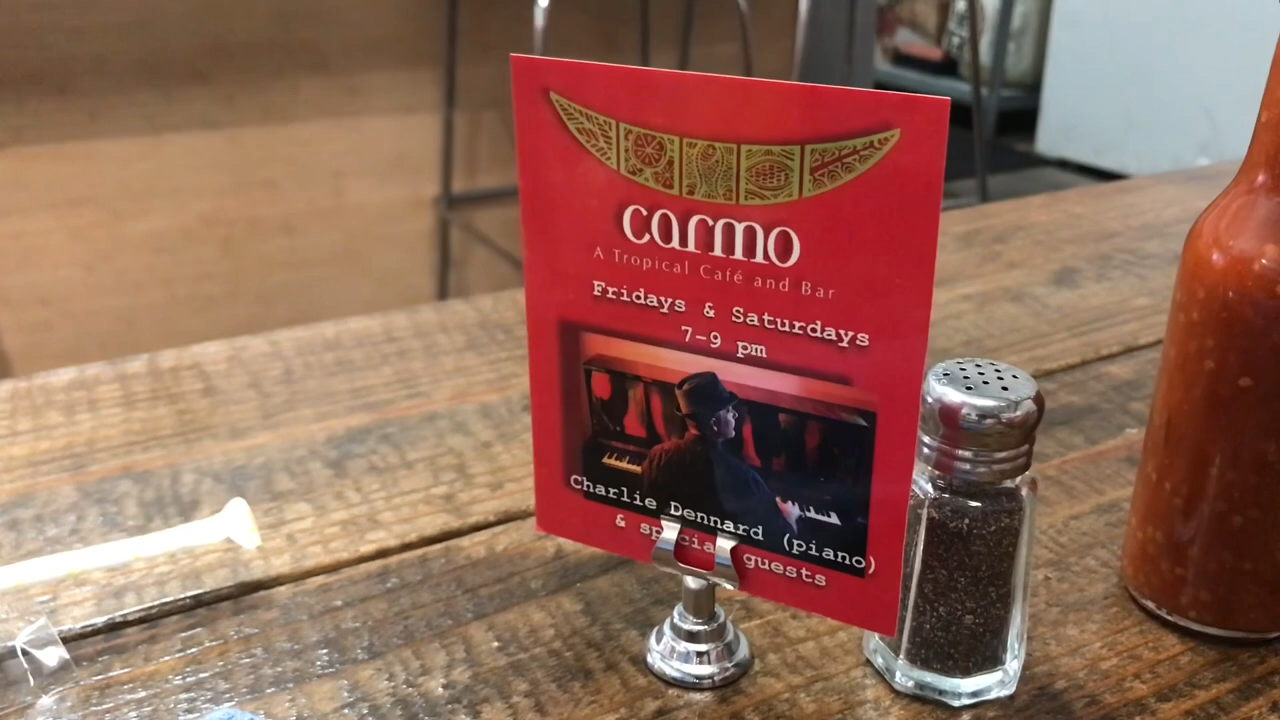 carmo
A Tropical Café and Bar
Fridays & Saturdays
7-9 pm
Charlie Dennard (piano)
& special guests